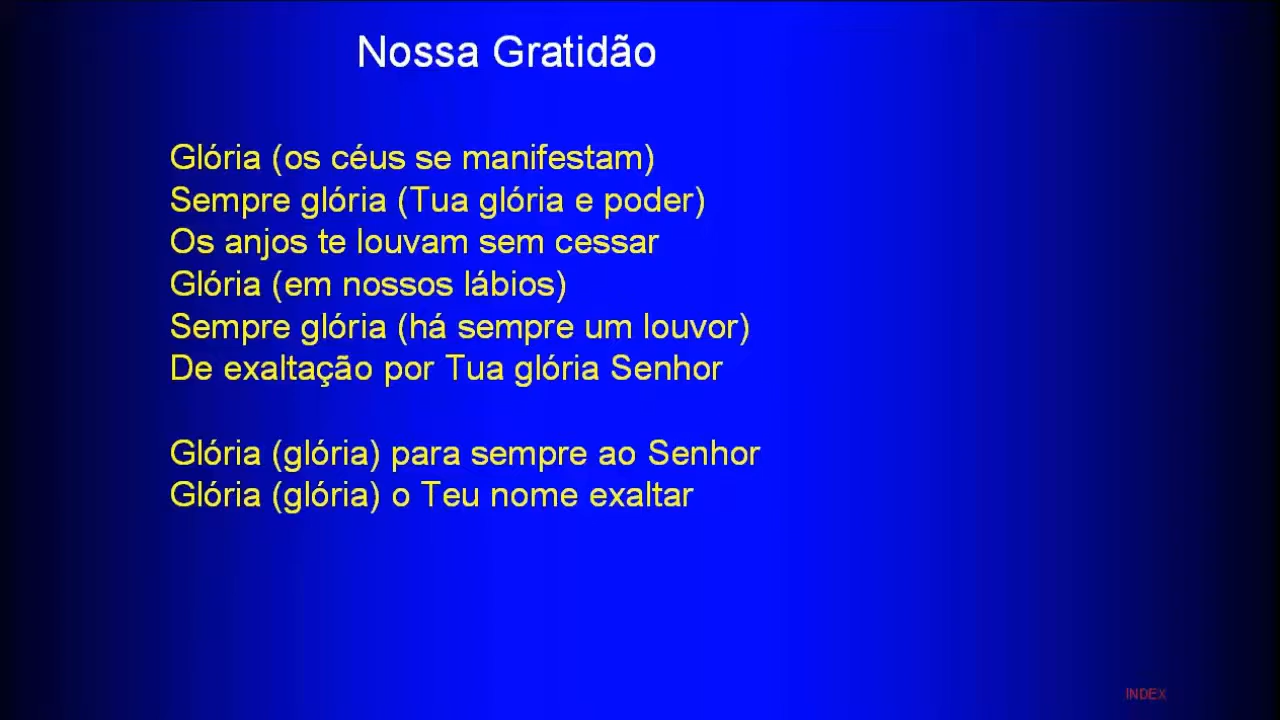 Nossa Gratidão
Glória (os céus se manifestam)
Sempre glória (Tua glória e poder)
Os anjos te louvam sem cessar
Glória (em nossos lábios)
Sempre glória (há sempre um louvor)
De exaltação por Tua glória Senhor
Glória (glória) para sempre ao Senhor
Glória (glória) o Teu nome exaltar
INDEX